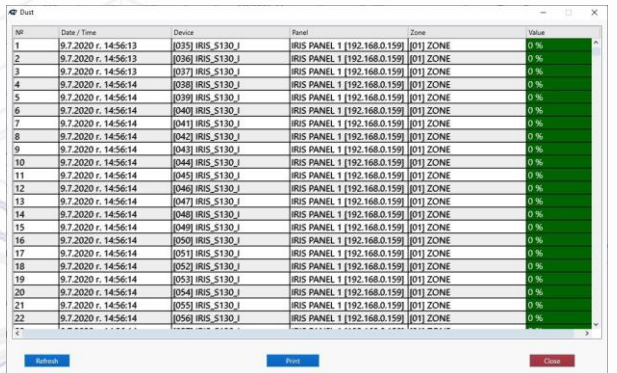 Dust
№ Date / Time Device Panel Zone Value
1 9.7.2020 г. 14:56:13 [035] IRIS_S130_I IRIS PANEL 1 [192.168.0.159] [01] ZONE 0 %
2 9.7.2020 г. 14:56:13 [036] IRIS_S130_I IRIS PANEL 1 [192.168.0.159] [01] ZONE 0 %
3 9.7.2020 г. 14:56:13 [037] IRIS_S130_I IRIS PANEL 1 [192.168.0.159] [01] ZONE 0 %
4 9.7.2020 г. 14:56:14 [038] IRIS_S130_I IRIS PANEL 1 [192.168.0.159] [01] ZONE 0 %
5 9.7.2020 г. 14:56:14 [039] IRIS_S130_I IRIS PANEL 1 [192.168.0.159] [01] ZONE 0 %
6 9.7.2020 г. 14:56:14 [040] IRIS_S130_I IRIS PANEL 1 [192.168.0.159] [01] ZONE 0 %
7 9.7.2020 г. 14:56:14 [041] IRIS_S130_I IRIS PANEL 1 [192.168.0.159] [01] ZONE 0 %
8 9.7.2020 г. 14:56:14 [042] IRIS_S130_I IRIS PANEL 1 [192.168.0.159] [01] ZONE 0 %
9 9.7.2020 г. 14:56:14 [043] IRIS_S130_I IRIS PANEL 1 [192.168.0.159] [01] ZONE 0 %
10 9.7.2020 г. 14:56:14 [044] IRIS_S130_I IRIS PANEL 1 [192.168.0.159] [01] ZONE 0 %
11 9.7.2020 г. 14:56:14 [045] IRIS_S130_I IRIS PANEL 1 [192.168.0.159] [01] ZONE 0 %
12 9.7.2020 г. 14:56:14 [046] IRIS_S130_I IRIS PANEL 1 [192.168.0.159] [01] ZONE 0 %
13 9.7.2020 г. 14:56:14 [047] IRIS_S130_I IRIS PANEL 1 [192.168.0.159] [01] ZONE 0 %
14 9.7.2020 г. 14:56:14 [048] IRIS_S130_I IRIS PANEL 1 [192.168.0.159] [01] ZONE 0 %
15 9.7.2020 г. 14:56:14 [049] IRIS_S130_I IRIS PANEL 1 [192.168.0.159] [01] ZONE 0 %
16 9.7.2020 г. 14:56:14 [050] IRIS_S130_I IRIS PANEL 1 [192.168.0.159] [01] ZONE 0 %
17 9.7.2020 г. 14:56:14 [051] IRIS_S130_I IRIS PANEL 1 [192.168.0.159] [01] ZONE 0 %
18 9.7.2020 г. 14:56:14 [052] IRIS_S130_I IRIS PANEL 1 [192.168.0.159] [01] ZONE 0 %
19 9.7.2020 г. 14:56:14 [053] IRIS_S130_I IRIS PANEL 1 [192.168.0.159] [01] ZONE 0 %
20 9.7.2020 г. 14:56:14 [054] IRIS_S130_I IRIS PANEL 1 [192.168.0.159] [01] ZONE 0 %
21 9.7.2020 г. 14:56:14 [055] IRIS_S130_I IRIS PANEL 1 [192.168.0.159] [01] ZONE 0 %
22 9.7.2020 г. 14:56:14 [056] IRIS_S130_I IRIS PANEL 1 [192.168.0.159] [01] ZONE 0 %
Refresh Print Close